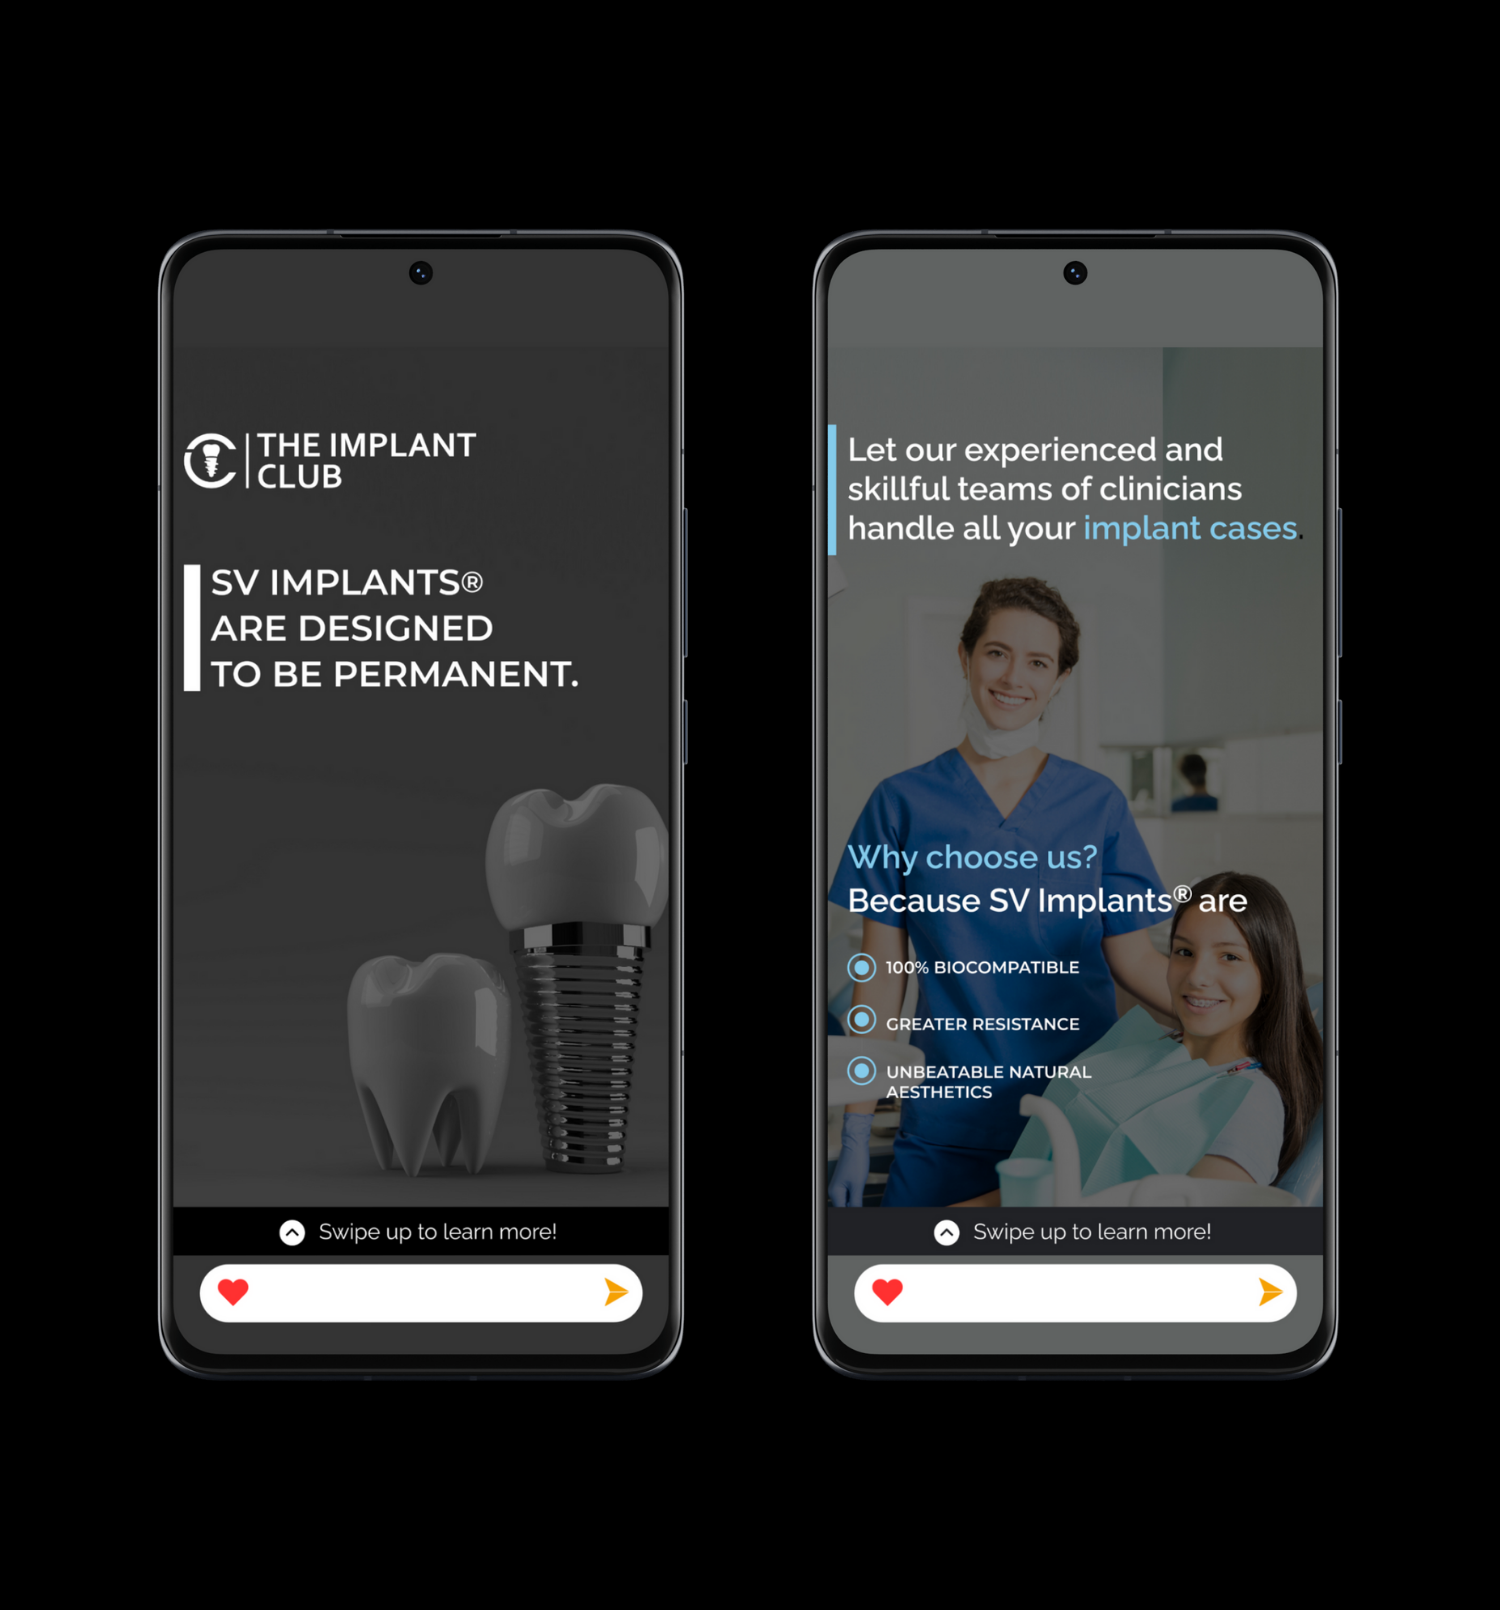 THE IMPLANT
CLUB
SV IMPLANTS®
ARE DESIGNED
TO BE PERMANENT.
Swipe up to learn more!
Let our experienced and
skillful teams of clinicians
handle all your implant cases.
Why choose us?
Because SV Implants® are
100% BIOCOMPATIBLE
GREATER RESISTANCE
UNBEATABLE NATURAL
AESTHETICS
Swipe up to learn more!